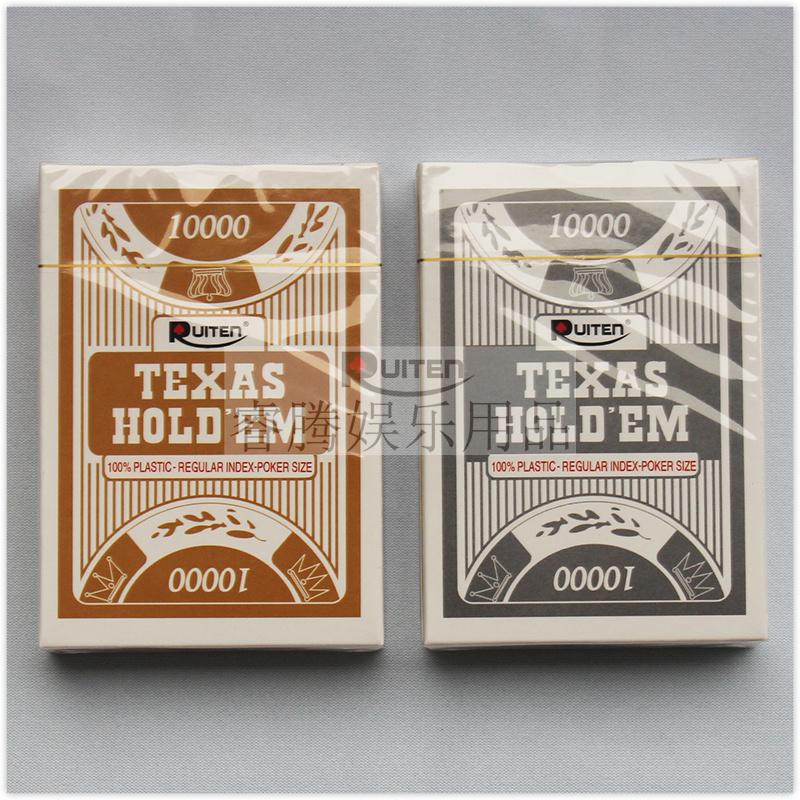 10000
RUITEN®
TEXAS
HOLD'EM
100% PLASTIC - REGULAR INDEX-POKER SIZE
10000
10000
RUITEN®
TEXAS
HOLD'EM
100% PLASTIC - REGULAR INDEX-POKER SIZE
10000
RUITEN
睿腾娱乐用品